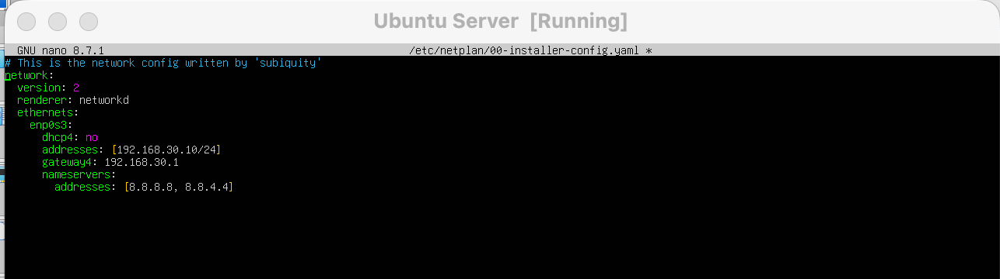 Ubuntu Server [Running]
GNU nano 8.7.1 /etc/netplan/00-installer-config.yaml *
# This is the network config written by 'subiquity'
network:
  version: 2
  renderer: networkd
  ethernets:
    enp0s3:
      dhcp4: no
      addresses: [192.168.30.10/24]
      gateway4: 192.168.30.1
      nameservers:
        addresses: [8.8.8.8, 8.8.4.4]